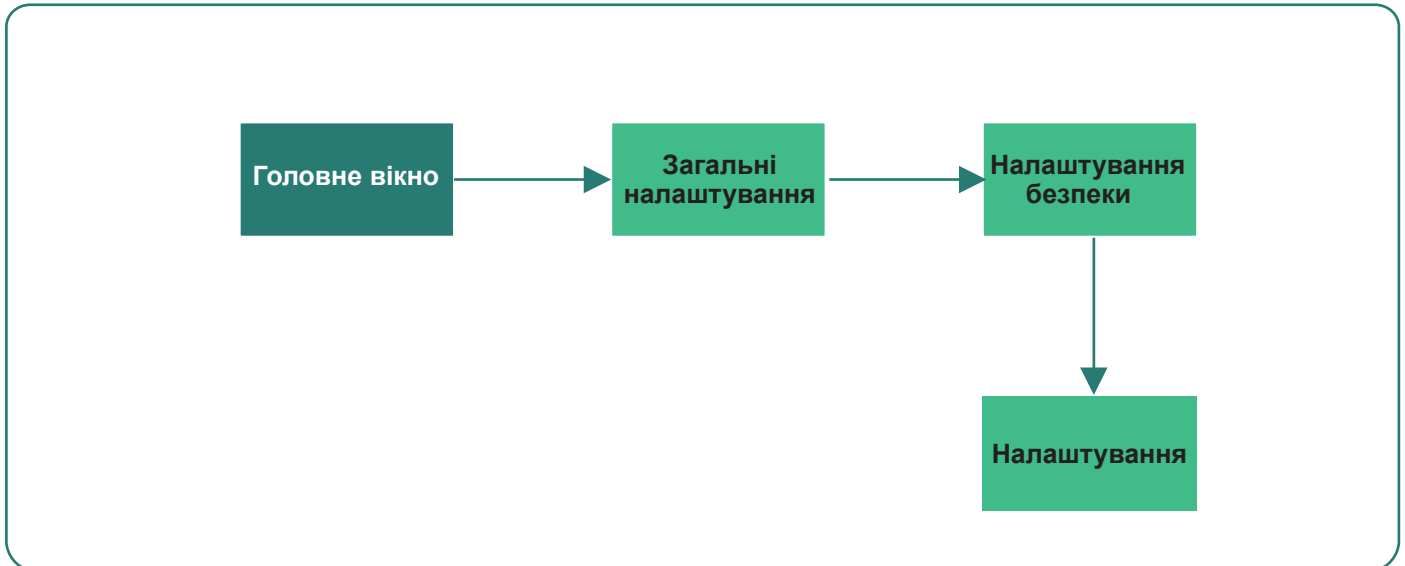 Головне вікно
Загальні
налаштування
Налаштування
безпеки
Налаштування